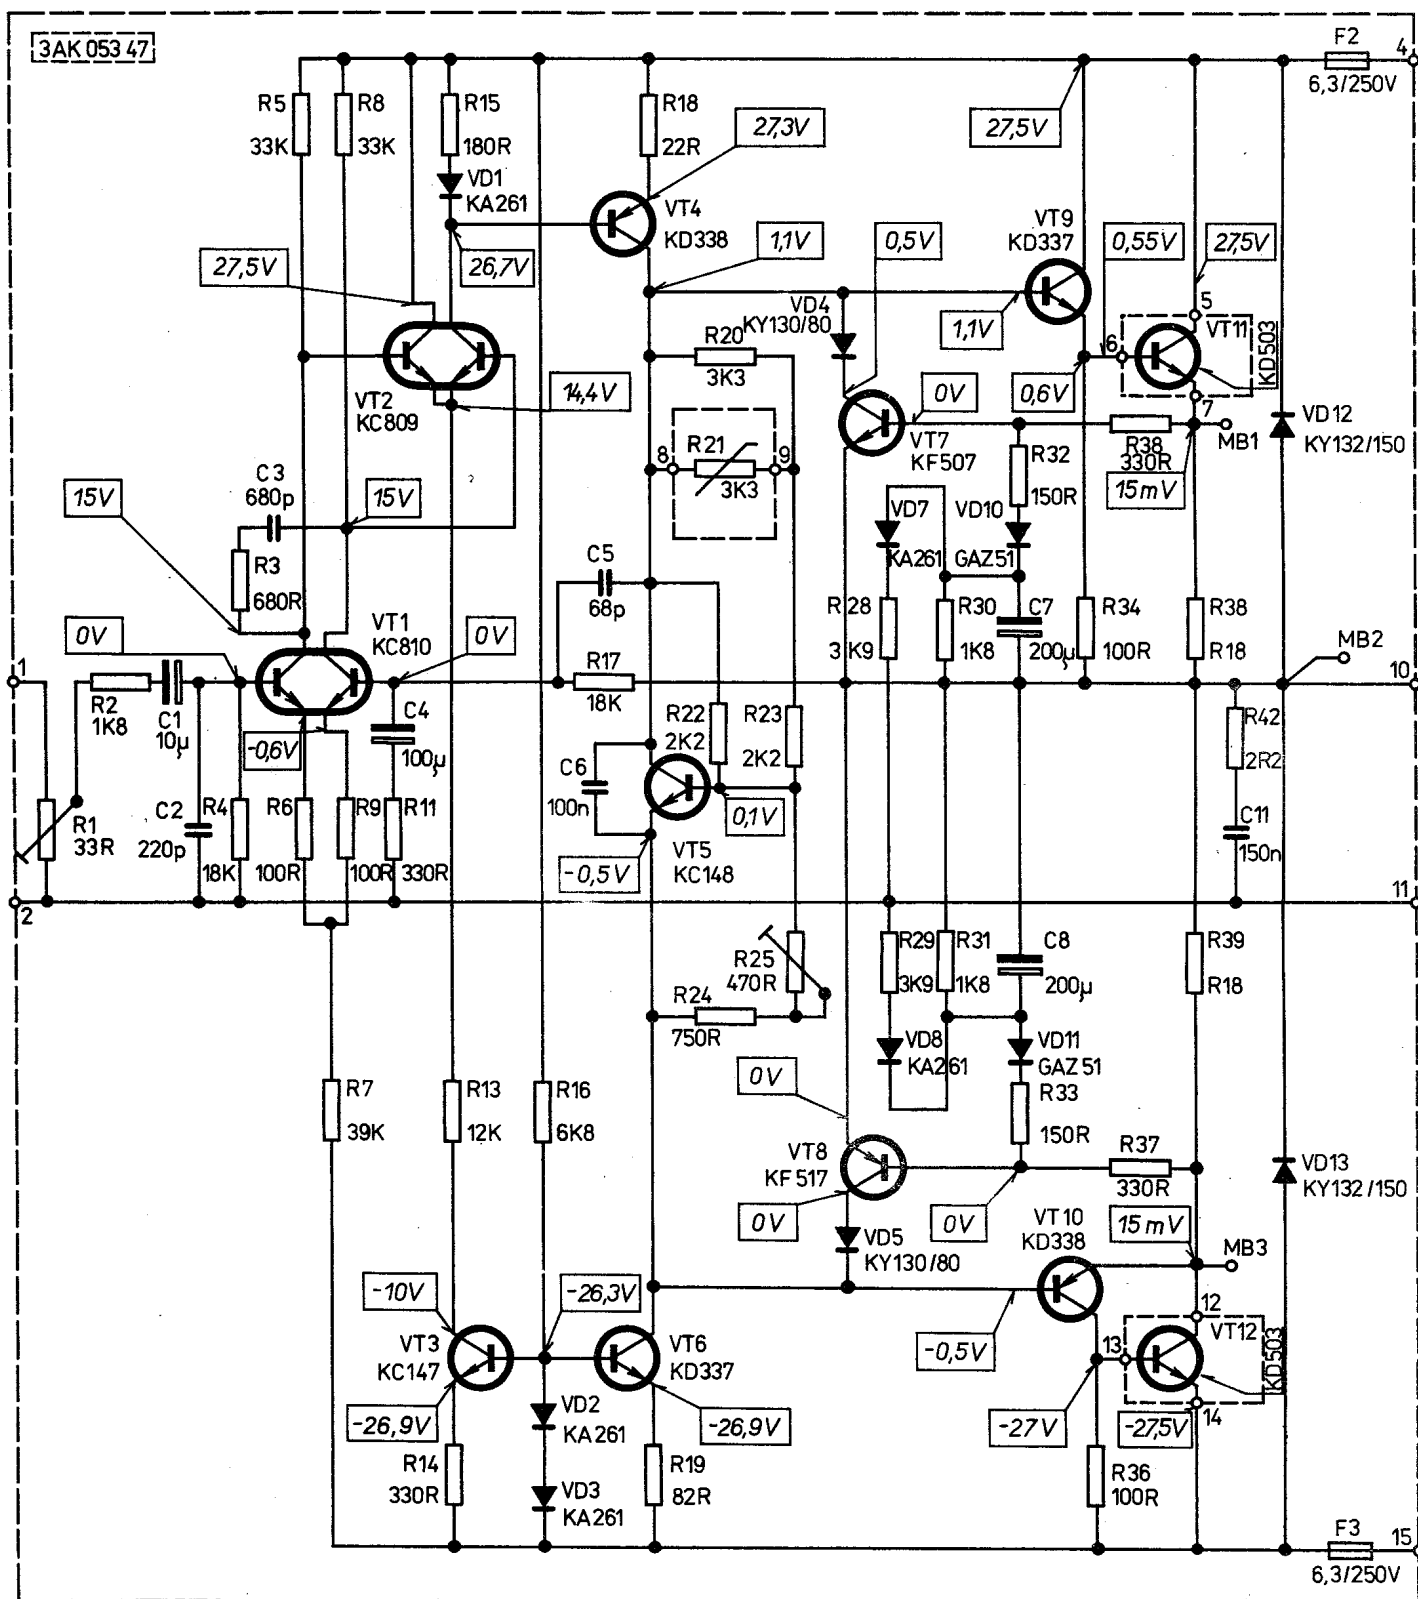 3AK 053 47
F2
4
6,3/250V
R5
33K
R8
33K
R15
180R
R18
22R
27,3V
27,5V
VD1
KA261
VT4
KD338
VT9
KD337
27,5V
26,7V
1,1V
0,5V
0,55V
27,5V
VD4
KY130/80
1,1V
5
VT11
KD503
6
R20
3K3
VT2
KC809
14,4V
0V
0,6V
7
MB1
VD12
KY132/150
R21
3K3
8
9
VT7
KF507
R32
150R
R38
330R
15mV
C3
680p
15V
15V
VD7
KA261
VD10
GAZ51
R3
680R
C5
68p
R28
3K9
R30
1K8
C7
200µ
R34
100R
R38
R18
0V
VT1
KC810
0V
MB2
1
10
R2
1K8
C1
10µ
R17
18K
-0,6V
C4
100µ
R22
2K2
R23
2K2
R42
2R2
C6
100n
R1
33R
C2
220p
R4
18K
R6
100R
R9
100R
R11
330R
0,1V
C11
150n
VT5
KC148
-0,5V
2
11
R25
470R
R29
3K9
R31
1K8
C8
200µ
R39
R18
R24
750R
VD8
KA261
VD11
GAZ51
0V
R7
39K
R13
12K
R16
6K8
R33
150R
VT8
KF517
R37
330R
VD13
KY132/150
0V
0V
VT10
KD338
15mV
MB3
VD5
KY130/80
-10V
-26,3V
12
VT3
KC147
VT6
KD337
-0,5V
13
VT12
KD503
-26,9V
VD2
KA261
-26,9V
-27V
-27,5V
14
R14
330R
VD3
KA261
R19
82R
R36
100R
F3
15
6,3/250V